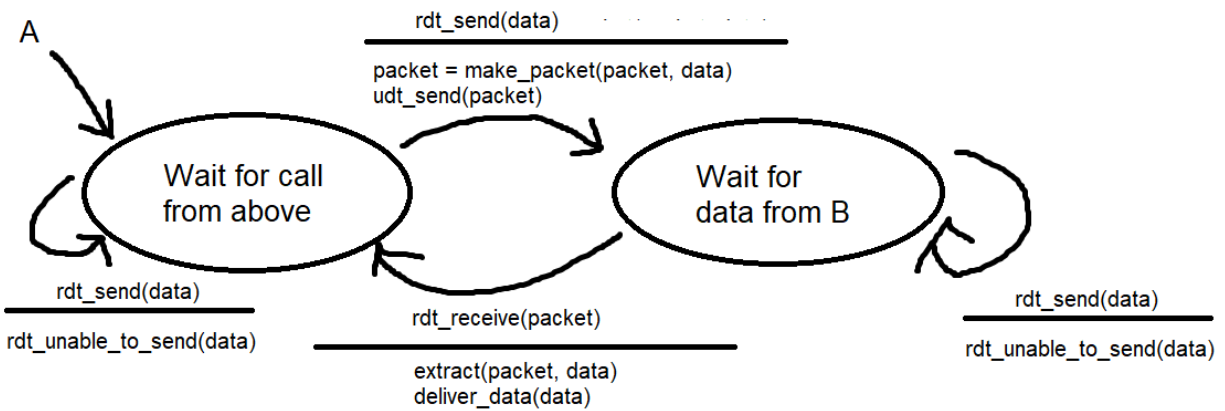 rdt_send(data)
A
packet = make_packet(packet, data)
udt_send(packet)
Wait for call
from above
Wait for
data from B
rdt_send(data)
rdt_unable_to_send(data)
rdt_receive(packet)
extract(packet, data)
deliver_data(data)
rdt_send(data)
rdt_unable_to_send(data)